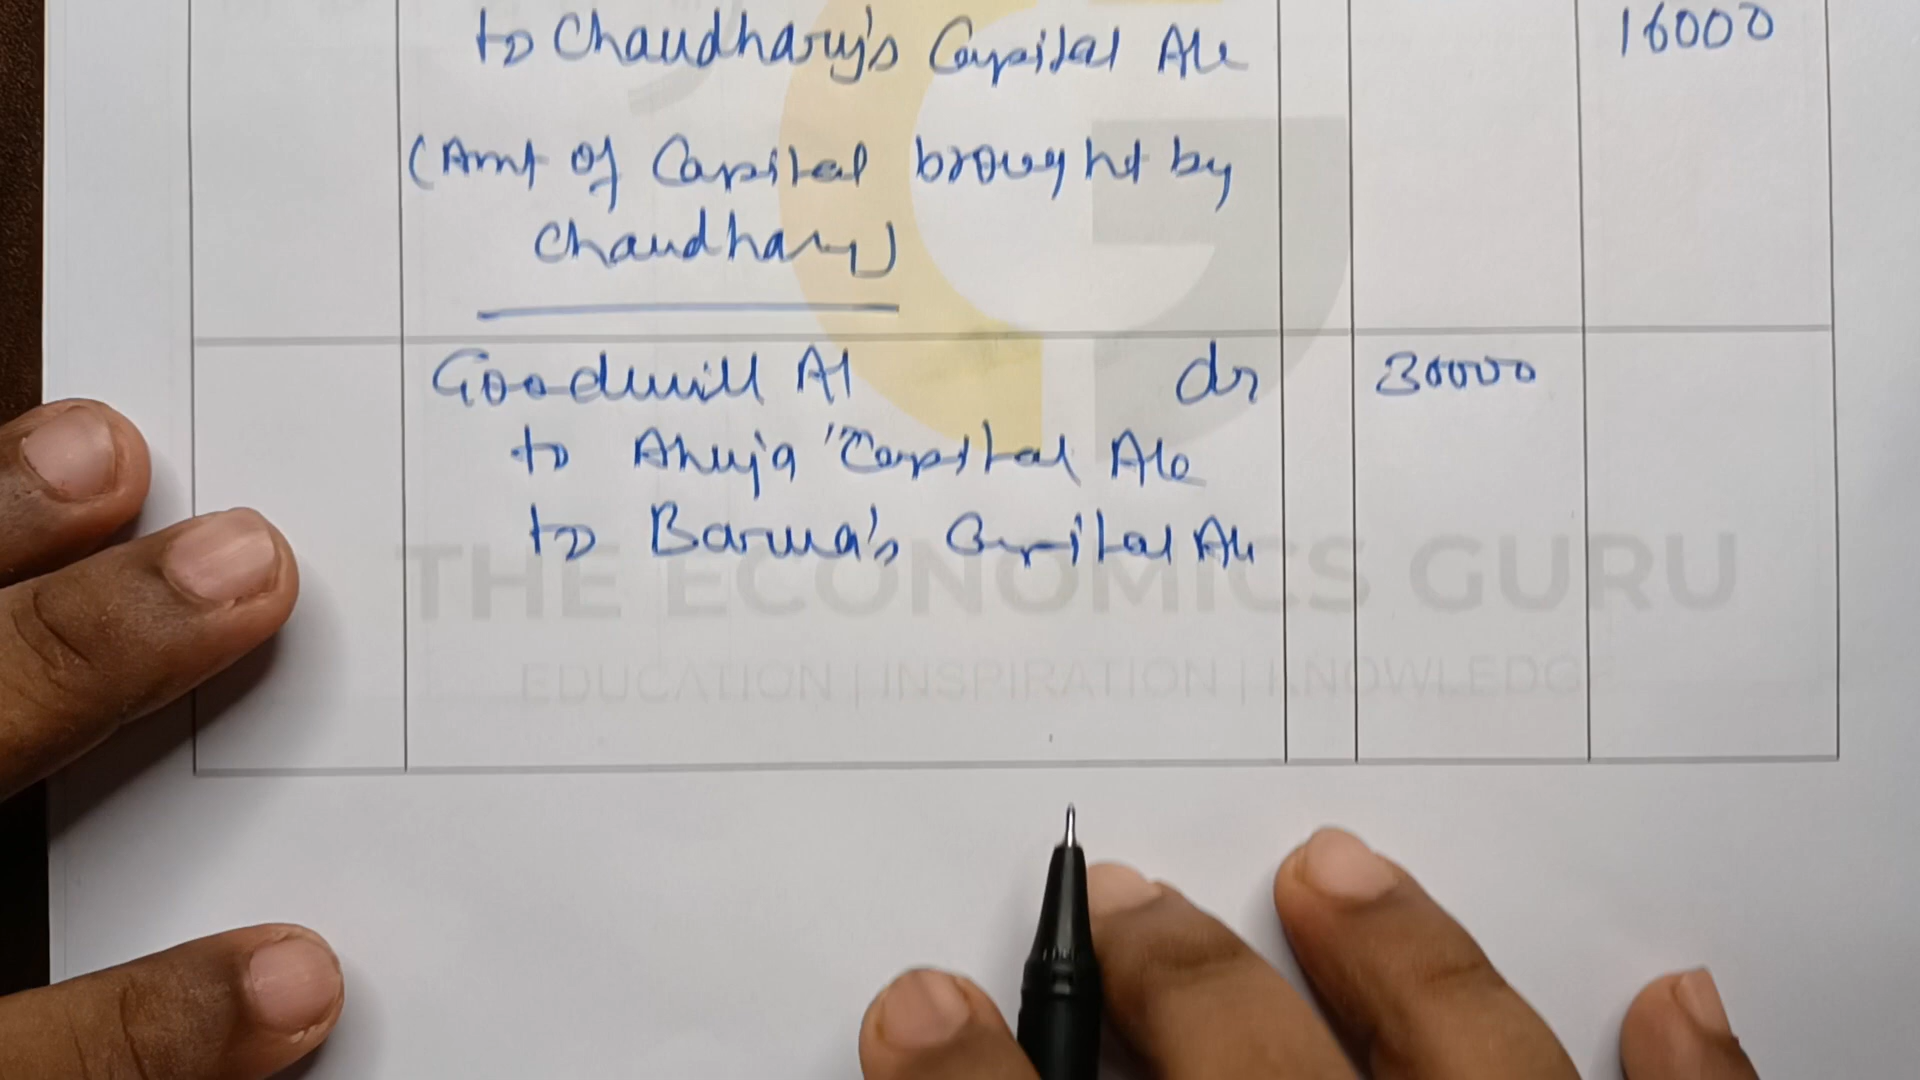 to Chaudhary's Capital A/c 16000
(Amt of Capital brought by
Chaudhary)
Goodwill A/ dr 30000
to Ahuja 'Capital A/c
to Barua's Capital A/c
THE ECONOMICS GURU
EDUCATION | INSPIRATION | KNOWLEDGE